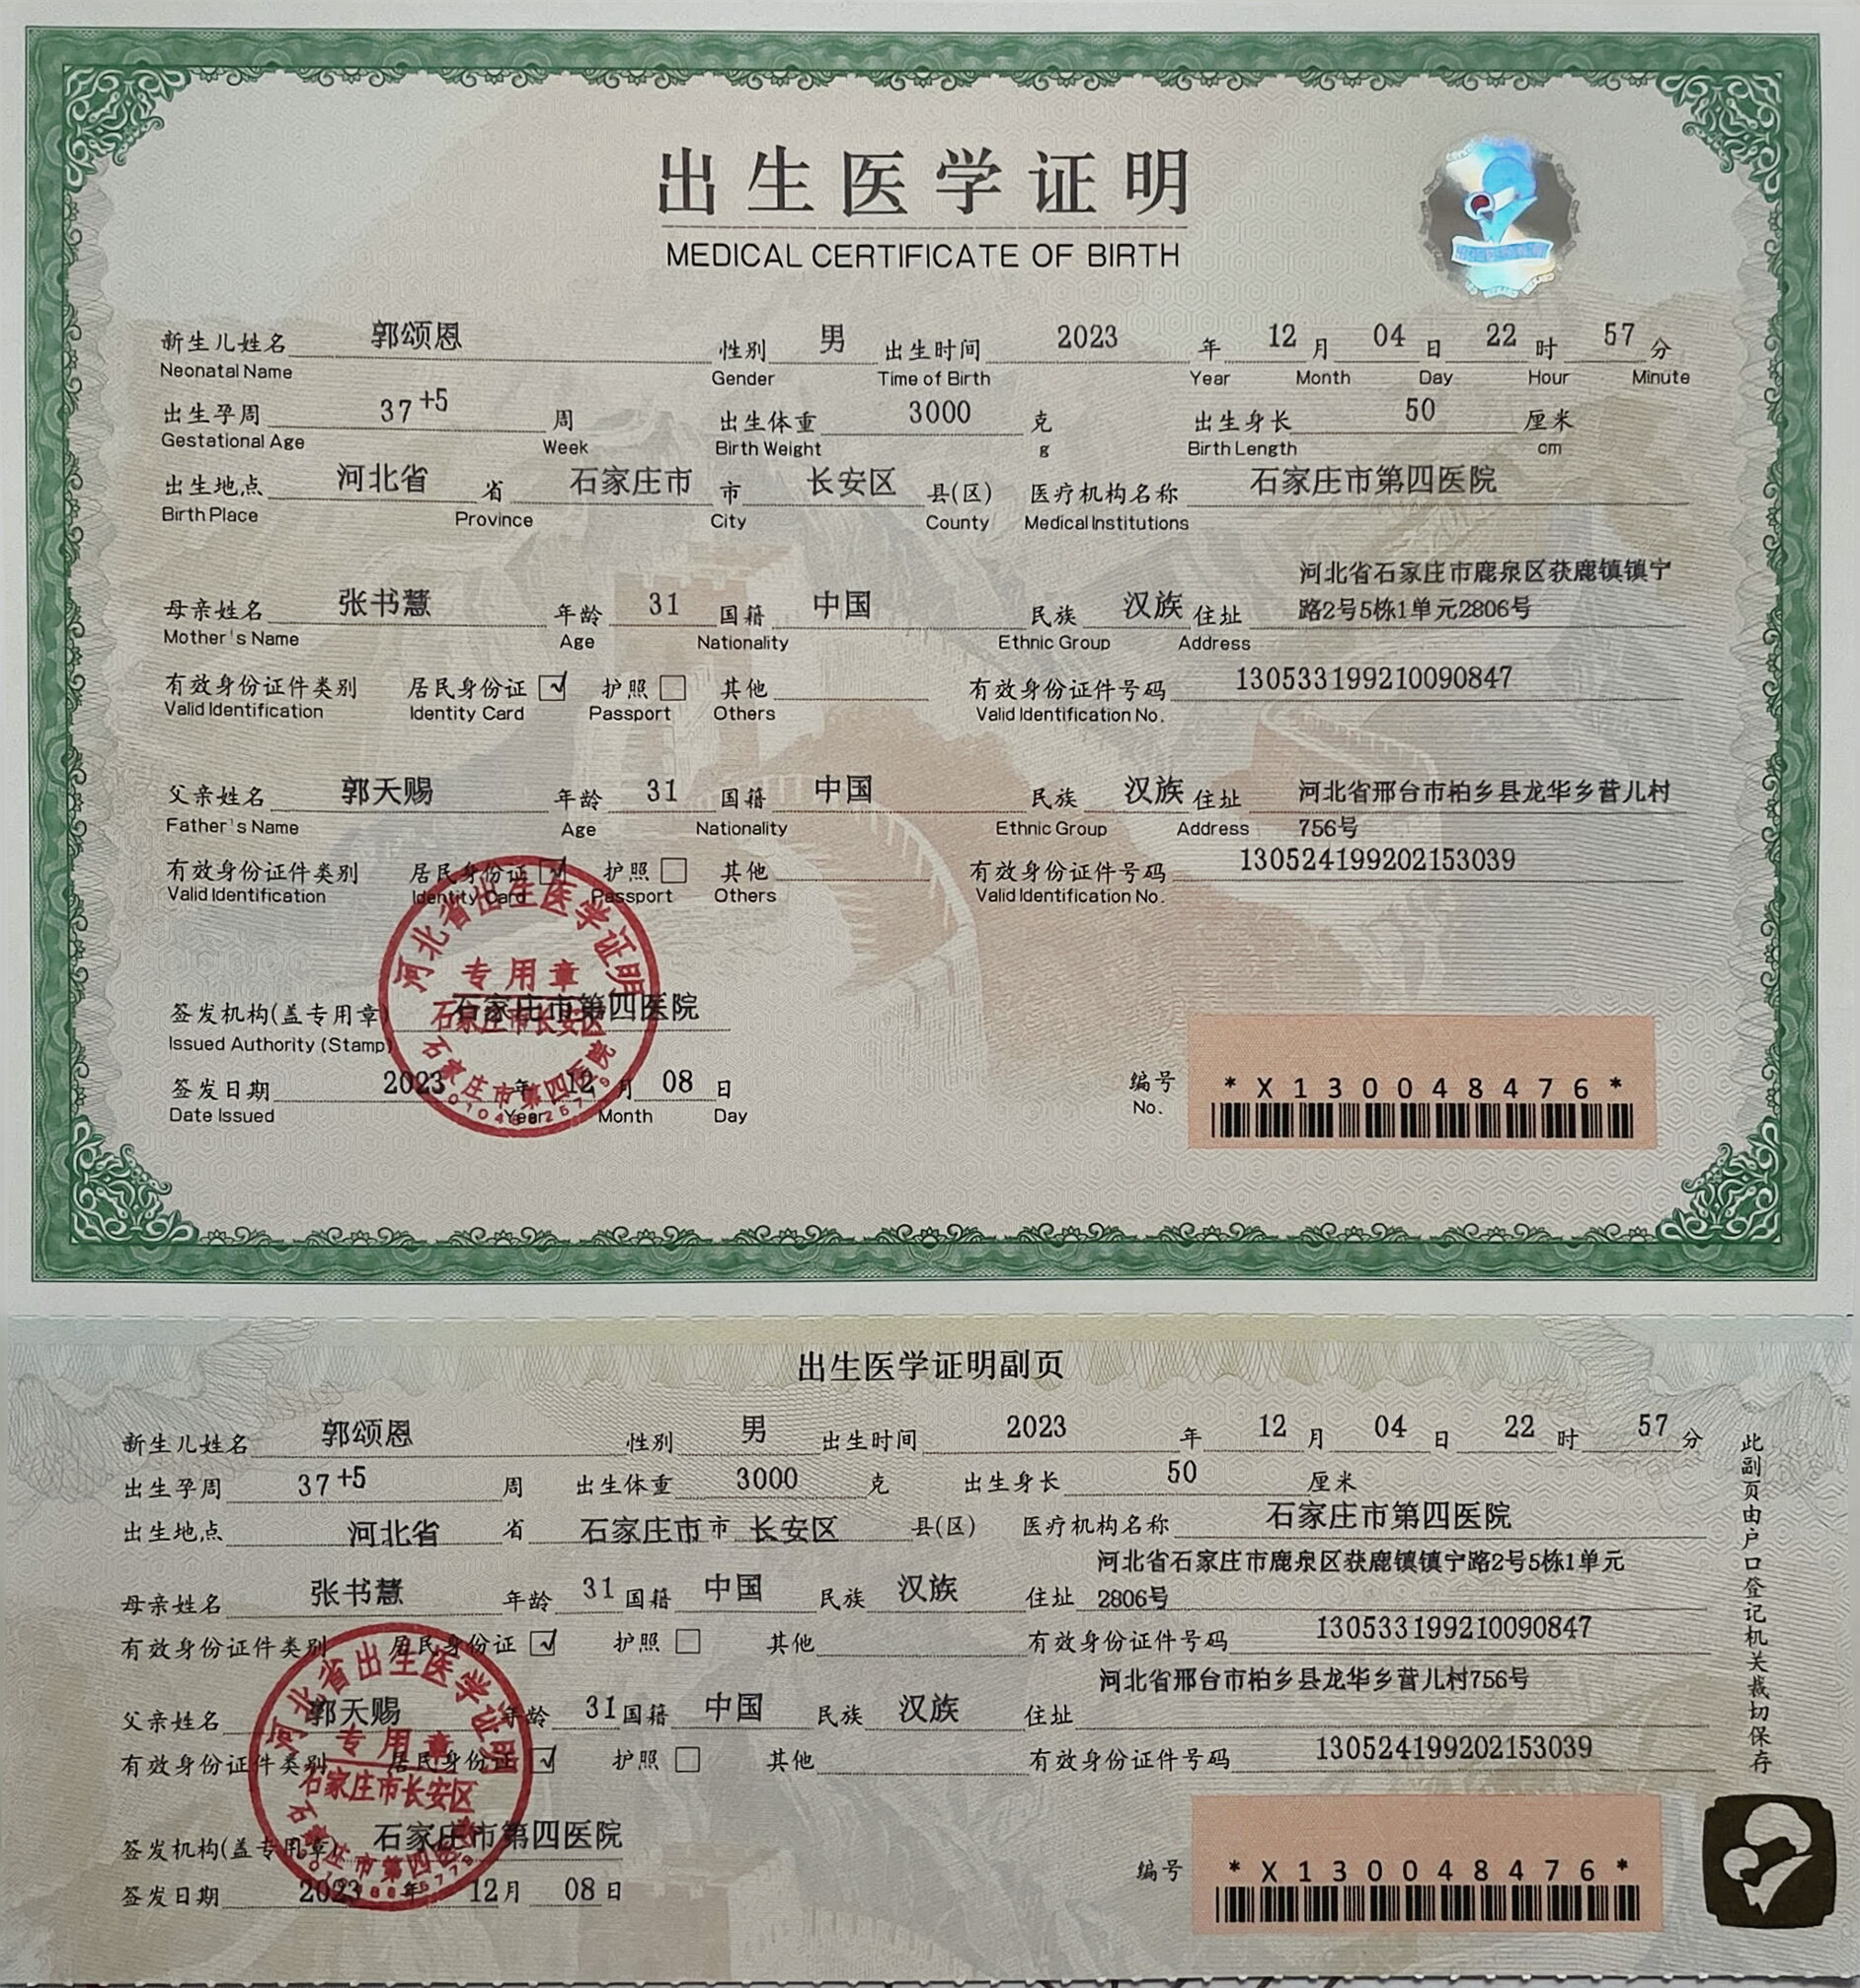 出生医学证明
MEDICAL CERTIFICATE OF BIRTH
新生儿姓名 郭颂恩 性别 男 出生时间 2023 年 12 月 04 日 22 时 57 分
Neonatal Name Gender Time of Birth Year Month Day Hour Minute
出生孕周 37+5 周 出生体重 3000 克 出生身长 50 厘米
Gestational Age Week Birth Weight g Birth Length cm
出生地点 河北省 省 石家庄市 市 长安区 县(区) 医疗机构名称 石家庄市第四医院
Birth Place Province City County Medical Institutions
河北省石家庄市鹿泉区获鹿镇镇宁
母亲姓名 张书慧 年龄 31 国籍 中国 民族 汉族 住址 路2号5栋1单元2806号
Mother's Name Age Nationality Ethnic Group Address
有效身份证件类别 居民身份证 ☑ 护照 □ 其他 有效身份证件号码 130533199210090847
Valid Identification Identity Card Passport Others Valid Identification No.
父亲姓名 郭天赐 年龄 31 国籍 中国 民族 汉族 住址 河北省邢台市柏乡县龙华乡营儿村
Father's Name Age Nationality Ethnic Group Address 756号
有效身份证件类别 居民身份证 ☑ 护照 □ 其他 有效身份证件号码 130524199202153039
Valid Identification Identity Card Passport Others Valid Identification No.
河北省出生医学证明
专用章
石家庄市长安区
石家庄市第四医院
签发机构(盖专用章) 石家庄市第四医院
Issued Authority (Stamp)
签发日期 2023 年 12 月 08 日
Date Issued Year Month Day
编号 *X130048476*
No.
出生医学证明副页
新生儿姓名 郭颂恩 性别 男 出生时间 2023 年 12 月 04 日 22 时 57 分
出生孕周 37+5 周 出生体重 3000 克 出生身长 50 厘米
出生地点 河北省 省 石家庄市 市 长安区 县(区) 医疗机构名称 石家庄市第四医院
河北省石家庄市鹿泉区获鹿镇镇宁路2号5栋1单元
母亲姓名 张书慧 年龄 31 国籍 中国 民族 汉族 住址 2806号
有效身份证件类别 居民身份证 ☑ 护照 □ 其他 有效身份证件号码 130533199210090847
河北省邢台市柏乡县龙华乡营儿村756号
父亲姓名 郭天赐 年龄 31 国籍 中国 民族 汉族 住址
有效身份证件类别 居民身份证 ☑ 护照 □ 其他 有效身份证件号码 130524199202153039
河北省出生医学证明
专用章
石家庄市长安区
石家庄市第四医院
签发机构(盖专用章) 石家庄市第四医院
签发日期 2023 年 12 月 08 日
编号 *X130048476*
此副页由户口登记机关裁切保存